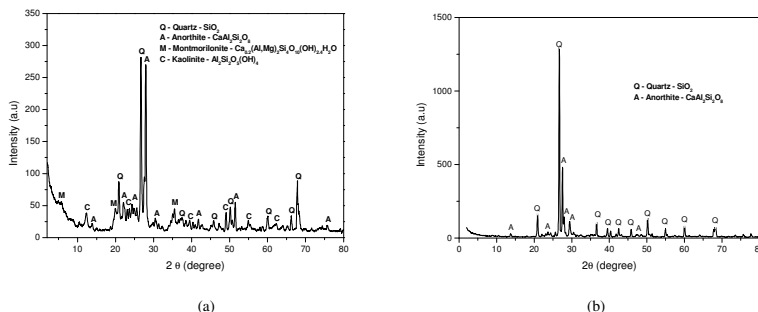 Q - Quartz - SiO2
A - Anorthite - CaAl2Si2O8
M - Montmorilonite - Ca0.2(Al,Mg)2Si4O10(OH)2.4H2O
C - Kaolinite - Al2Si2O5(OH)4
Intensity (a.u)
350
300
250
200
150
100
50
0
M C A M Q A C A Q A A M Q C A Q C Q A C Q C Q Q A
10 20 30 40 50 60 70 80
2 θ (degree)
(a)
Q - Quartz - SiO2
A - Anorthite - CaAl2Si2O8
Intensity (a.u)
1500
1000
500
0
A Q A Q A A A Q Q Q Q A Q Q Q Q
0 10 20 30 40 50 60 70 80
2θ (degree)
(b)